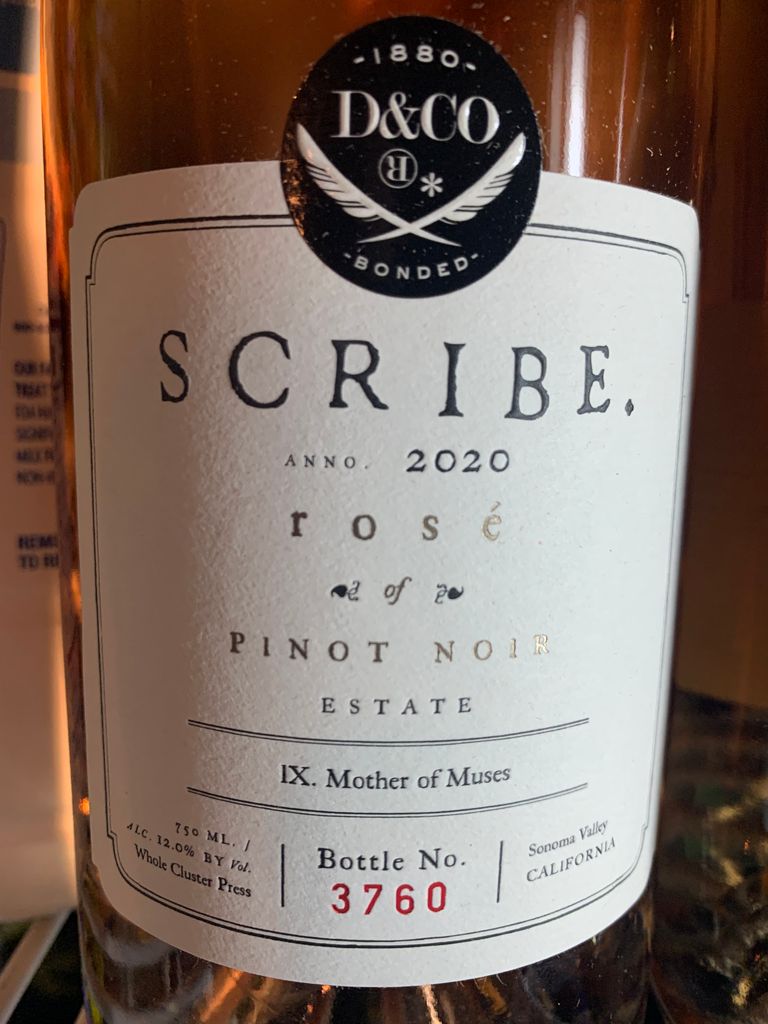 -1880-
D&CO
R*
-BONDED-
SCRIBE.
ANNO. 2020
rosé
of
PINOT NOIR
ESTATE
IX. Mother of Muses
750 ML. /
ALC. 12.0% BY Vol.
Whole Cluster Press
Bottle No.
3760
Sonoma Valley
CALIFORNIA